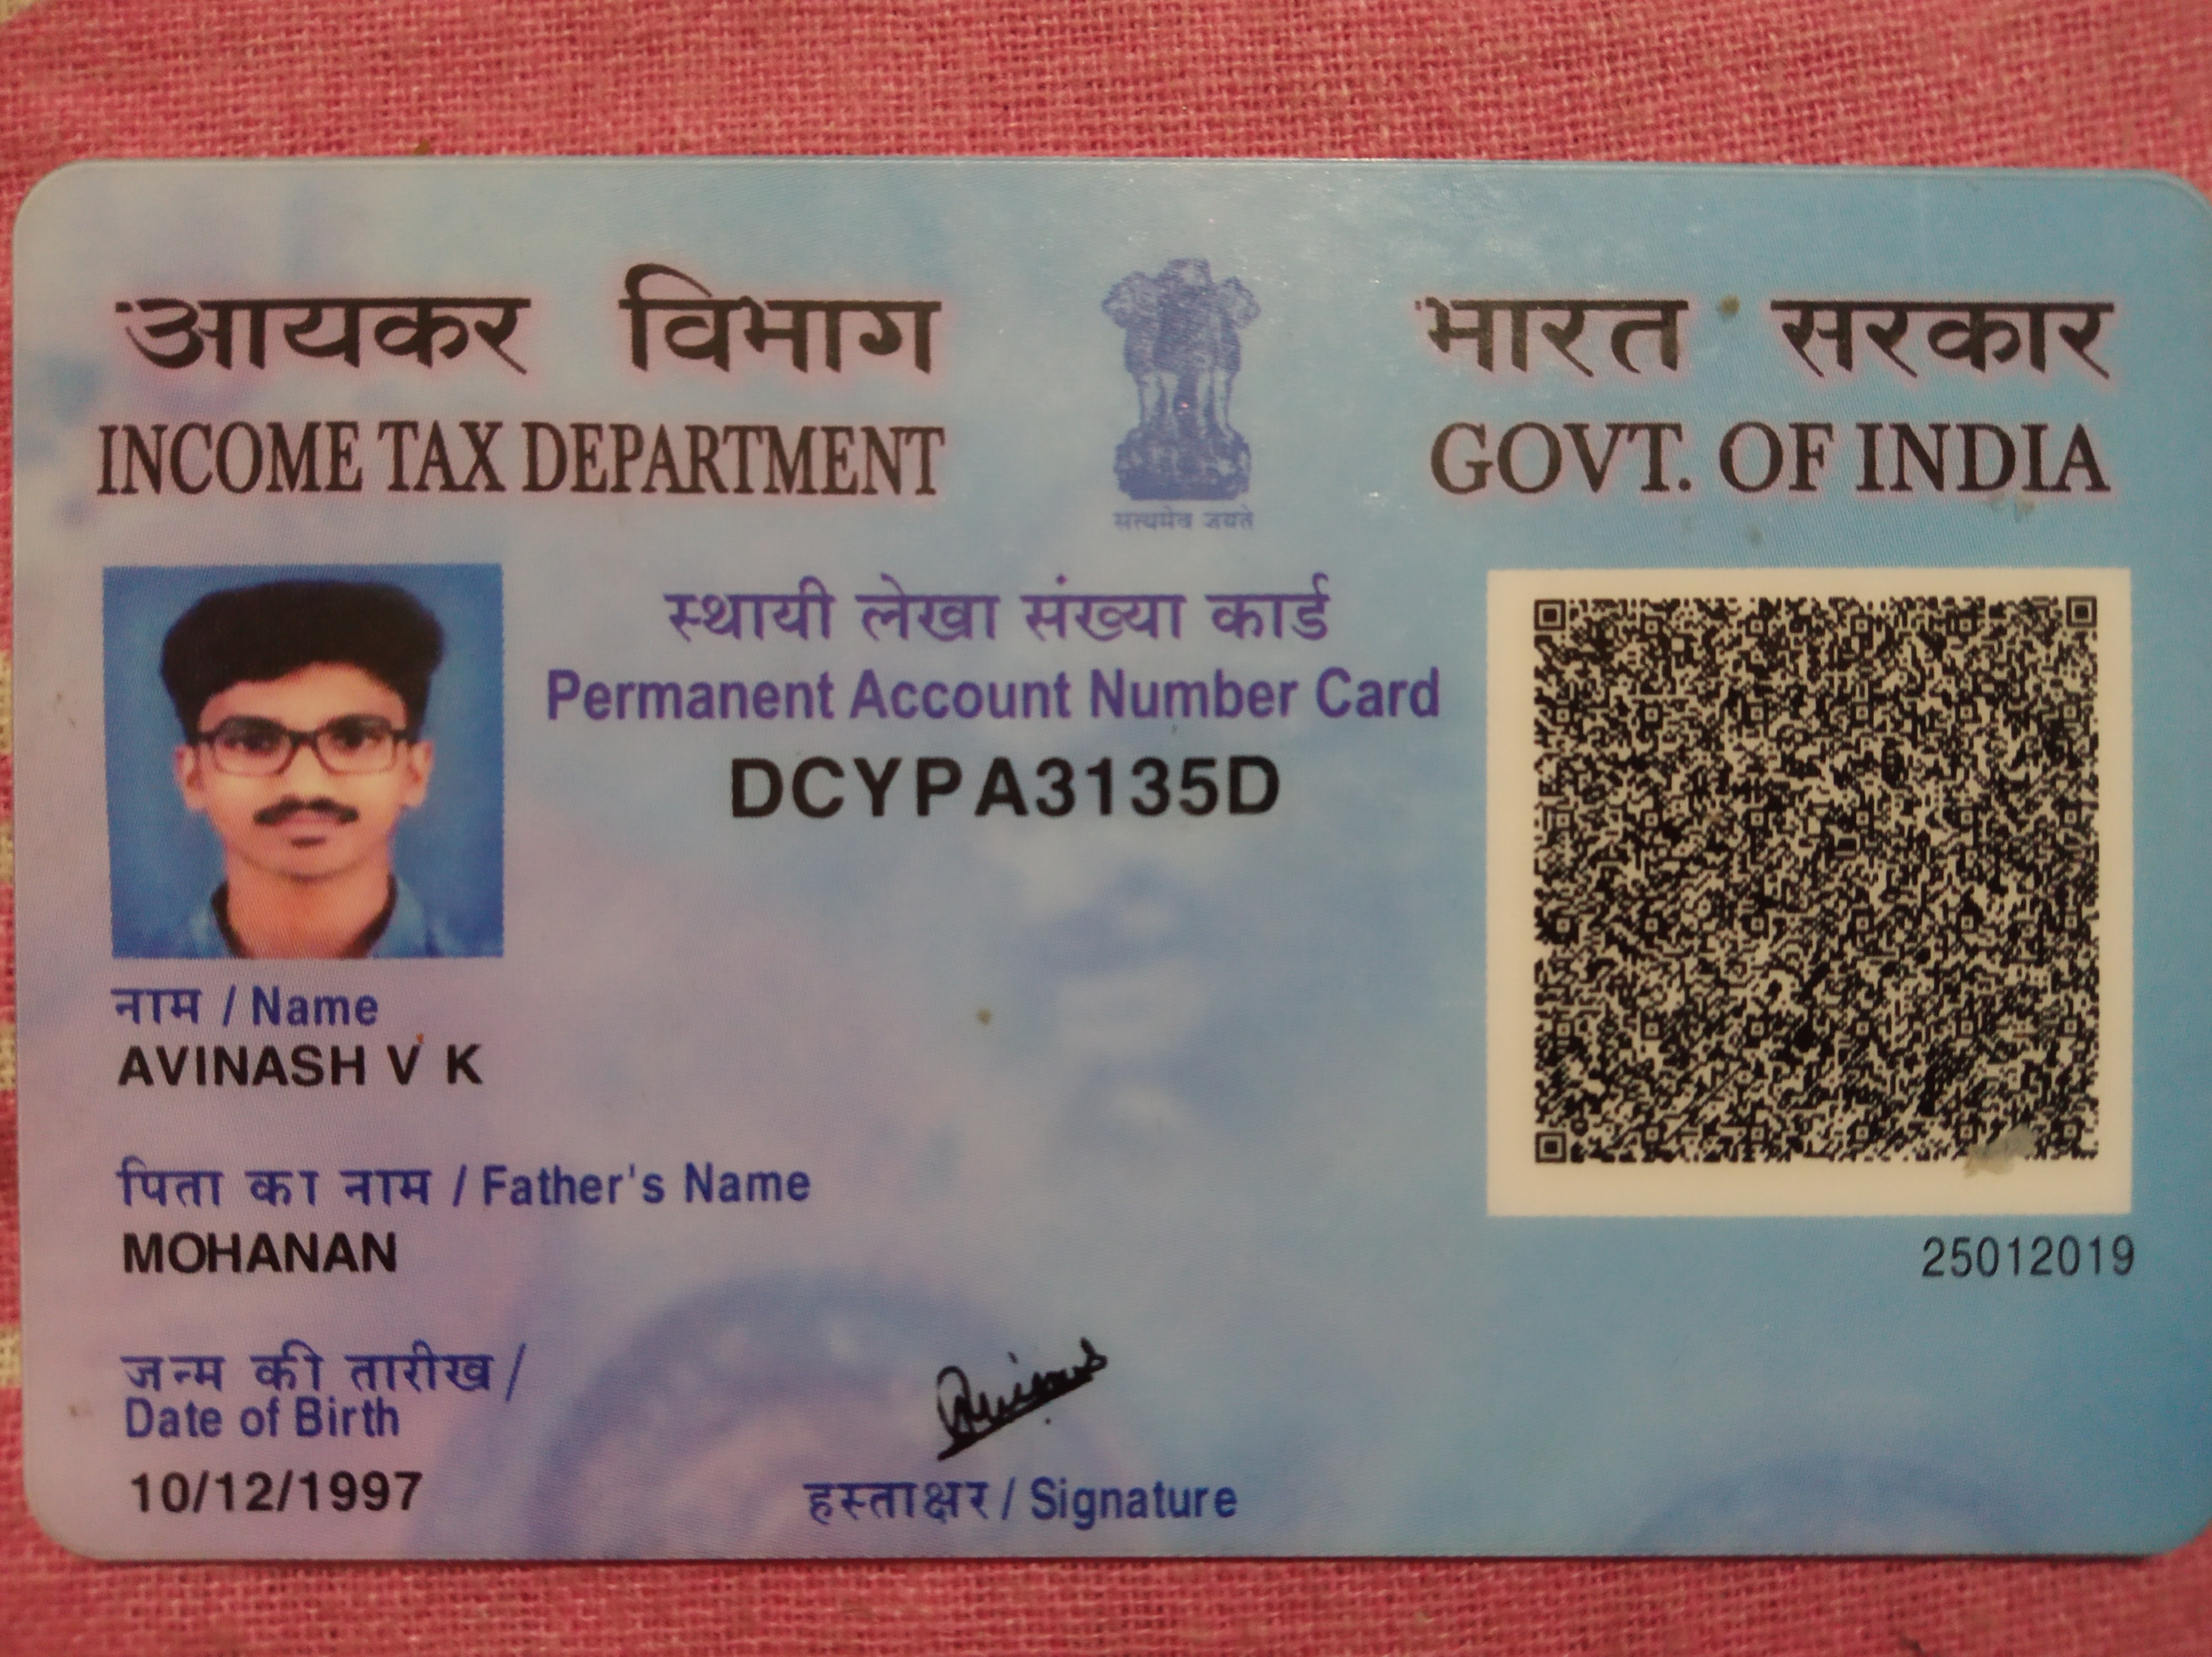 आयकर विभाग
INCOME TAX DEPARTMENT
सत्यमेव जयते
भारत सरकार
GOVT. OF INDIA
स्थायी लेखा संख्या कार्ड
Permanent Account Number Card
DCYPA3135D
नाम / Name
AVINASH V K
पिता का नाम / Father's Name
MOHANAN
25012019
जन्म की तारीख /
Date of Birth
10/12/1997
हस्ताक्षर / Signature